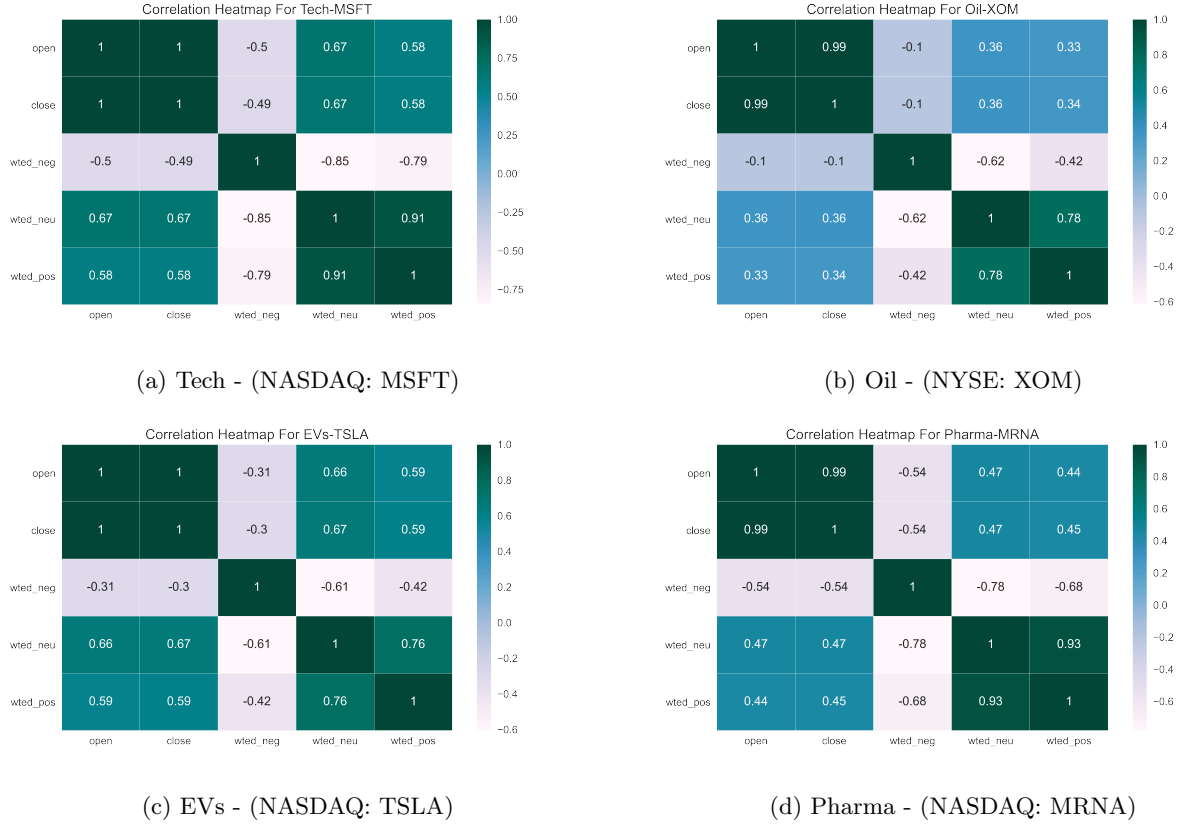 Correlation Heatmap For Tech-MSFT
open 1 1 -0.5 0.67 0.58
close 1 1 -0.49 0.67 0.58
wted_neg -0.5 -0.49 1 -0.85 -0.79
wted_neu 0.67 0.67 -0.85 1 0.91
wted_pos 0.58 0.58 -0.79 0.91 1
open close wted_neg wted_neu wted_pos
1.00
0.75
0.50
0.25
0.00
−0.25
−0.50
−0.75
(a) Tech - (NASDAQ: MSFT)
Correlation Heatmap For Oil-XOM
open 1 0.99 -0.1 0.36 0.33
close 0.99 1 -0.1 0.36 0.34
wted_neg -0.1 -0.1 1 -0.62 -0.42
wted_neu 0.36 0.36 -0.62 1 0.78
wted_pos 0.33 0.34 -0.42 0.78 1
open close wted_neg wted_neu wted_pos
1.0
0.8
0.6
0.4
0.2
0.0
−0.2
−0.4
−0.6
(b) Oil - (NYSE: XOM)
Correlation Heatmap For EVs-TSLA
open 1 1 -0.31 0.66 0.59
close 1 1 -0.3 0.67 0.59
wted_neg -0.31 -0.3 1 -0.61 -0.42
wted_neu 0.66 0.67 -0.61 1 0.76
wted_pos 0.59 0.59 -0.42 0.76 1
open close wted_neg wted_neu wted_pos
1.0
0.8
0.6
0.4
0.2
0.0
−0.2
−0.4
−0.6
(c) EVs - (NASDAQ: TSLA)
Correlation Heatmap For Pharma-MRNA
open 1 0.99 -0.54 0.47 0.44
close 0.99 1 -0.54 0.47 0.45
wted_neg -0.54 -0.54 1 -0.78 -0.68
wted_neu 0.47 0.47 -0.78 1 0.93
wted_pos 0.44 0.45 -0.68 0.93 1
open close wted_neg wted_neu wted_pos
1.0
0.8
0.6
0.4
0.2
0.0
−0.2
−0.4
−0.6
(d) Pharma - (NASDAQ: MRNA)